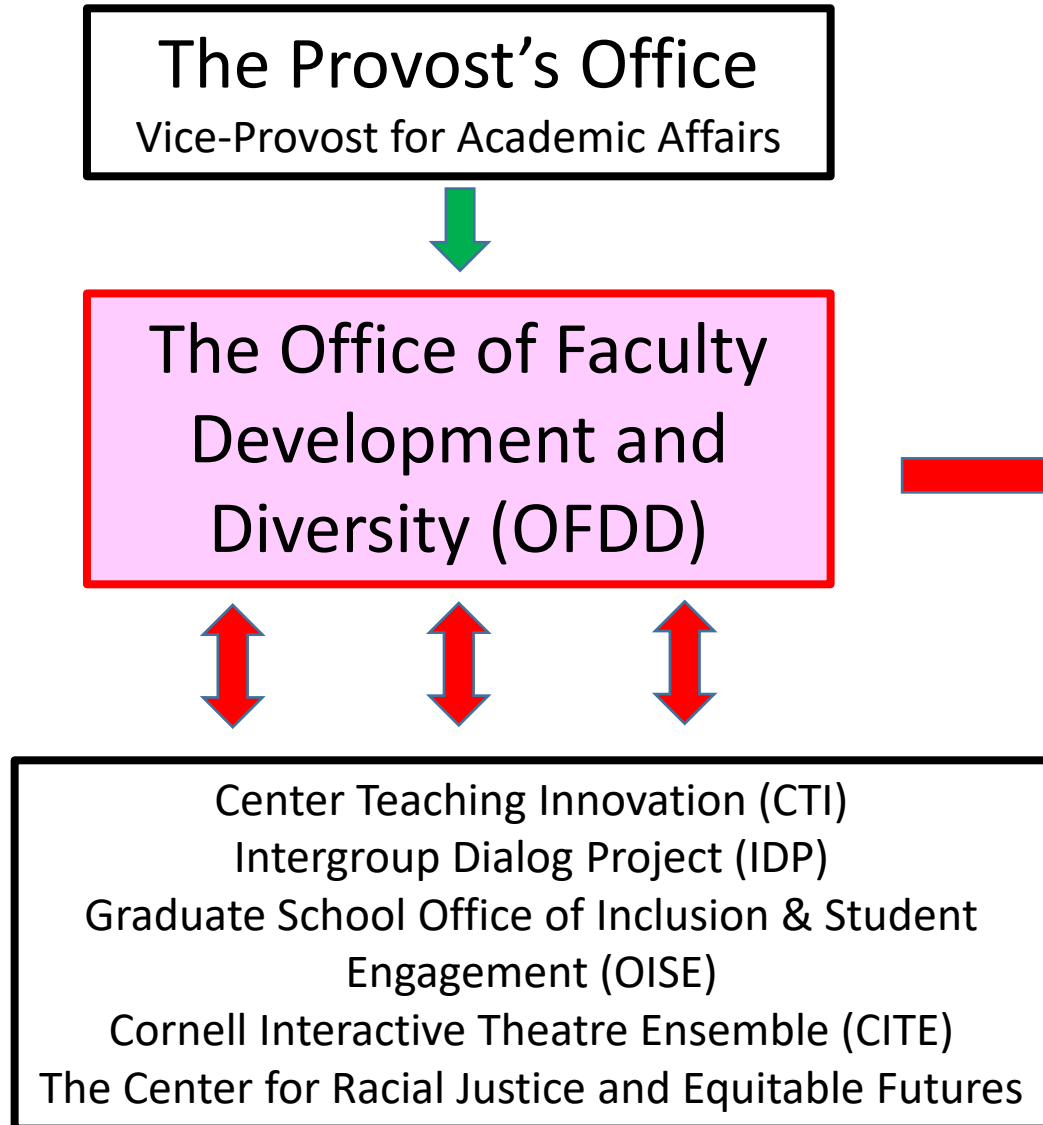 The Provost’s Office
Vice-Provost for Academic Affairs
The Office of Faculty
Development and
Diversity (OFDD)
Center Teaching Innovation (CTI)
Intergroup Dialog Project (IDP)
Graduate School Office of Inclusion & Student
Engagement (OISE)
Cornell Interactive Theatre Ensemble (CITE)
The Center for Racial Justice and Equitable Futures